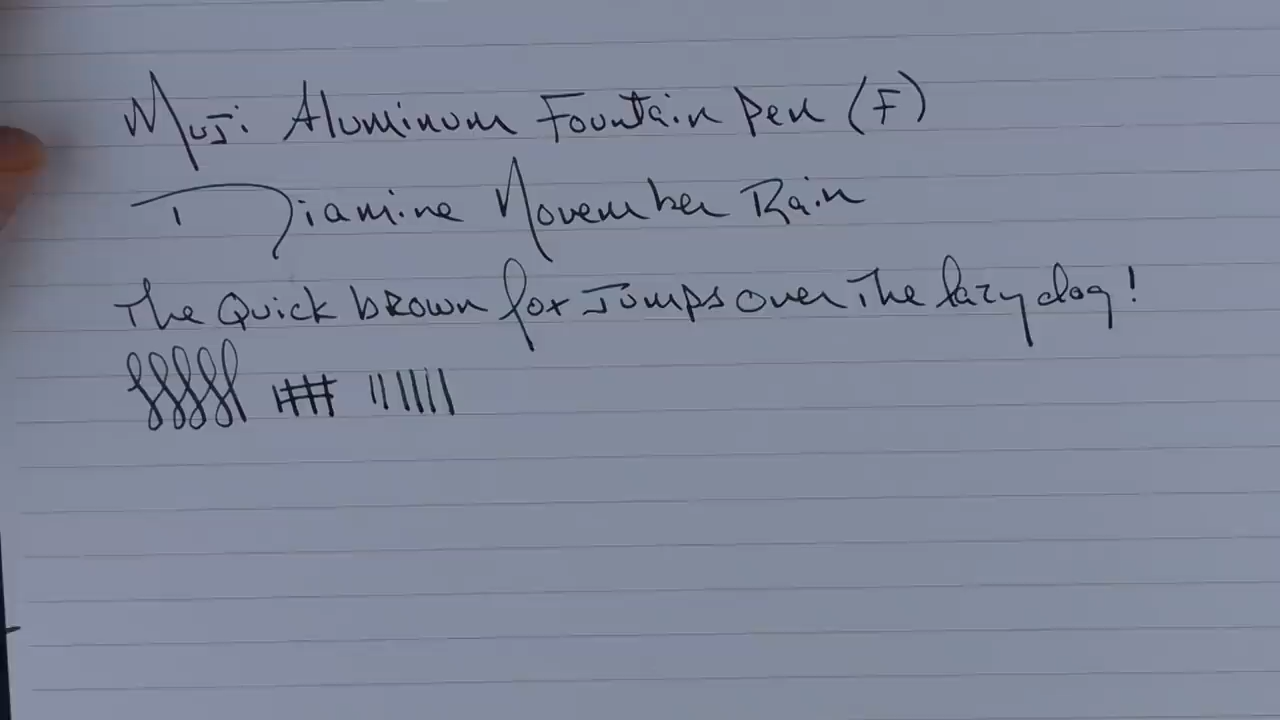 Muji Aluminum Fountain Pen (F)
Diamine November Rain
The Quick brown fox Jumps over The lazy dog!